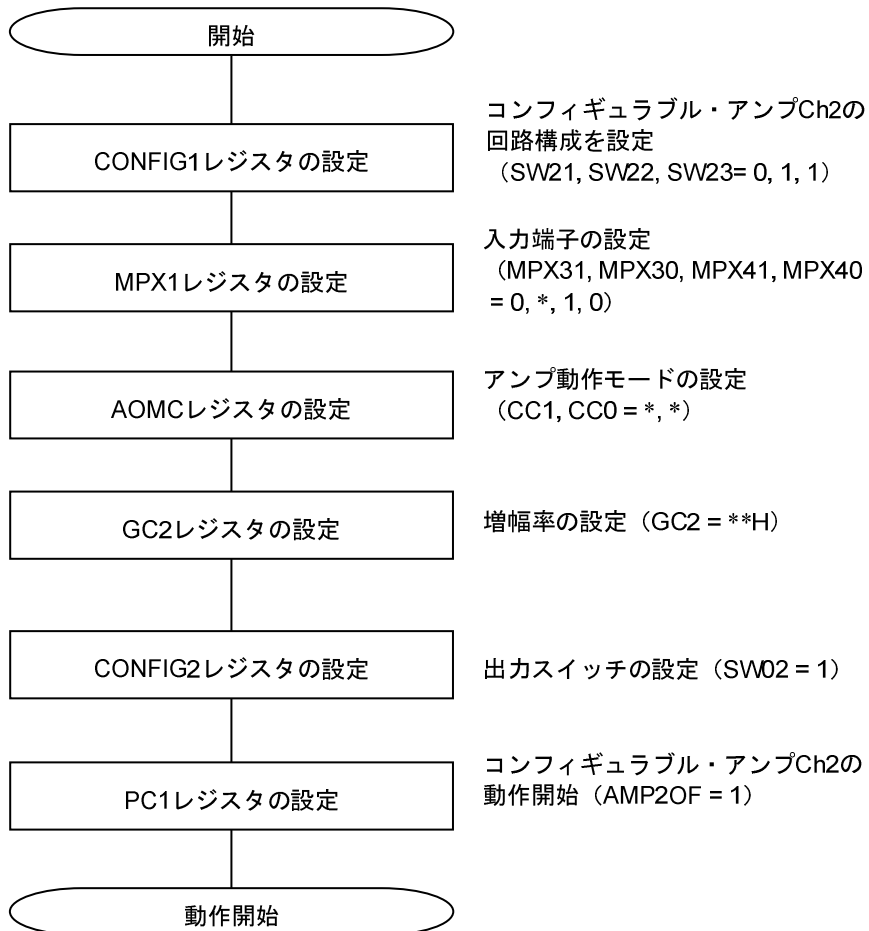 開始
コンフィギュラブル・アンプCh2の
回路構成を設定
（SW21, SW22, SW23= 0, 1, 1）
CONFIG1レジスタの設定
入力端子の設定
（MPX31, MPX30, MPX41, MPX40
= 0, *, 1, 0）
MPX1レジスタの設定
アンプ動作モードの設定
（CC1, CC0 = *, *）
AOMCレジスタの設定
GC2レジスタの設定
増幅率の設定（GC2 = **H）
CONFIG2レジスタの設定
出力スイッチの設定（SW02 = 1）
コンフィギュラブル・アンプCh2の
動作開始（AMP2OF = 1）
PC1レジスタの設定
動作開始